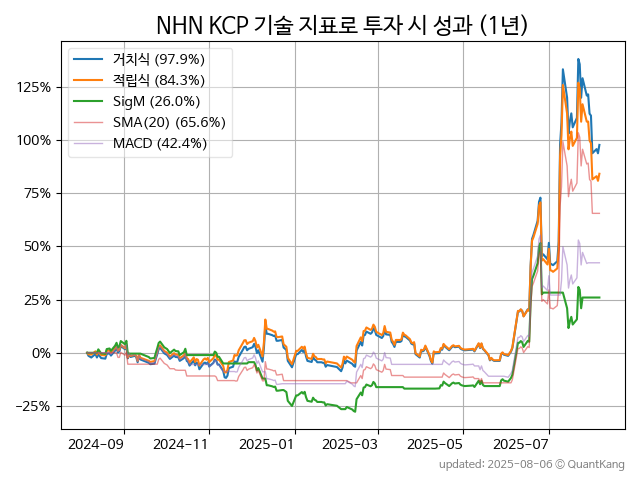 NHN KCP 기술 지표로 투자 시 성과 (1년)
거치식 (97.9%)
적립식 (84.3%)
SigM (26.0%)
SMA(20) (65.6%)
MACD (42.4%)
125%
100%
75%
50%
25%
0%
−25%
2024−09
2024−11
2025−01
2025−03
2025−05
2025−07
updated: 2025-08-06 © QuantKang